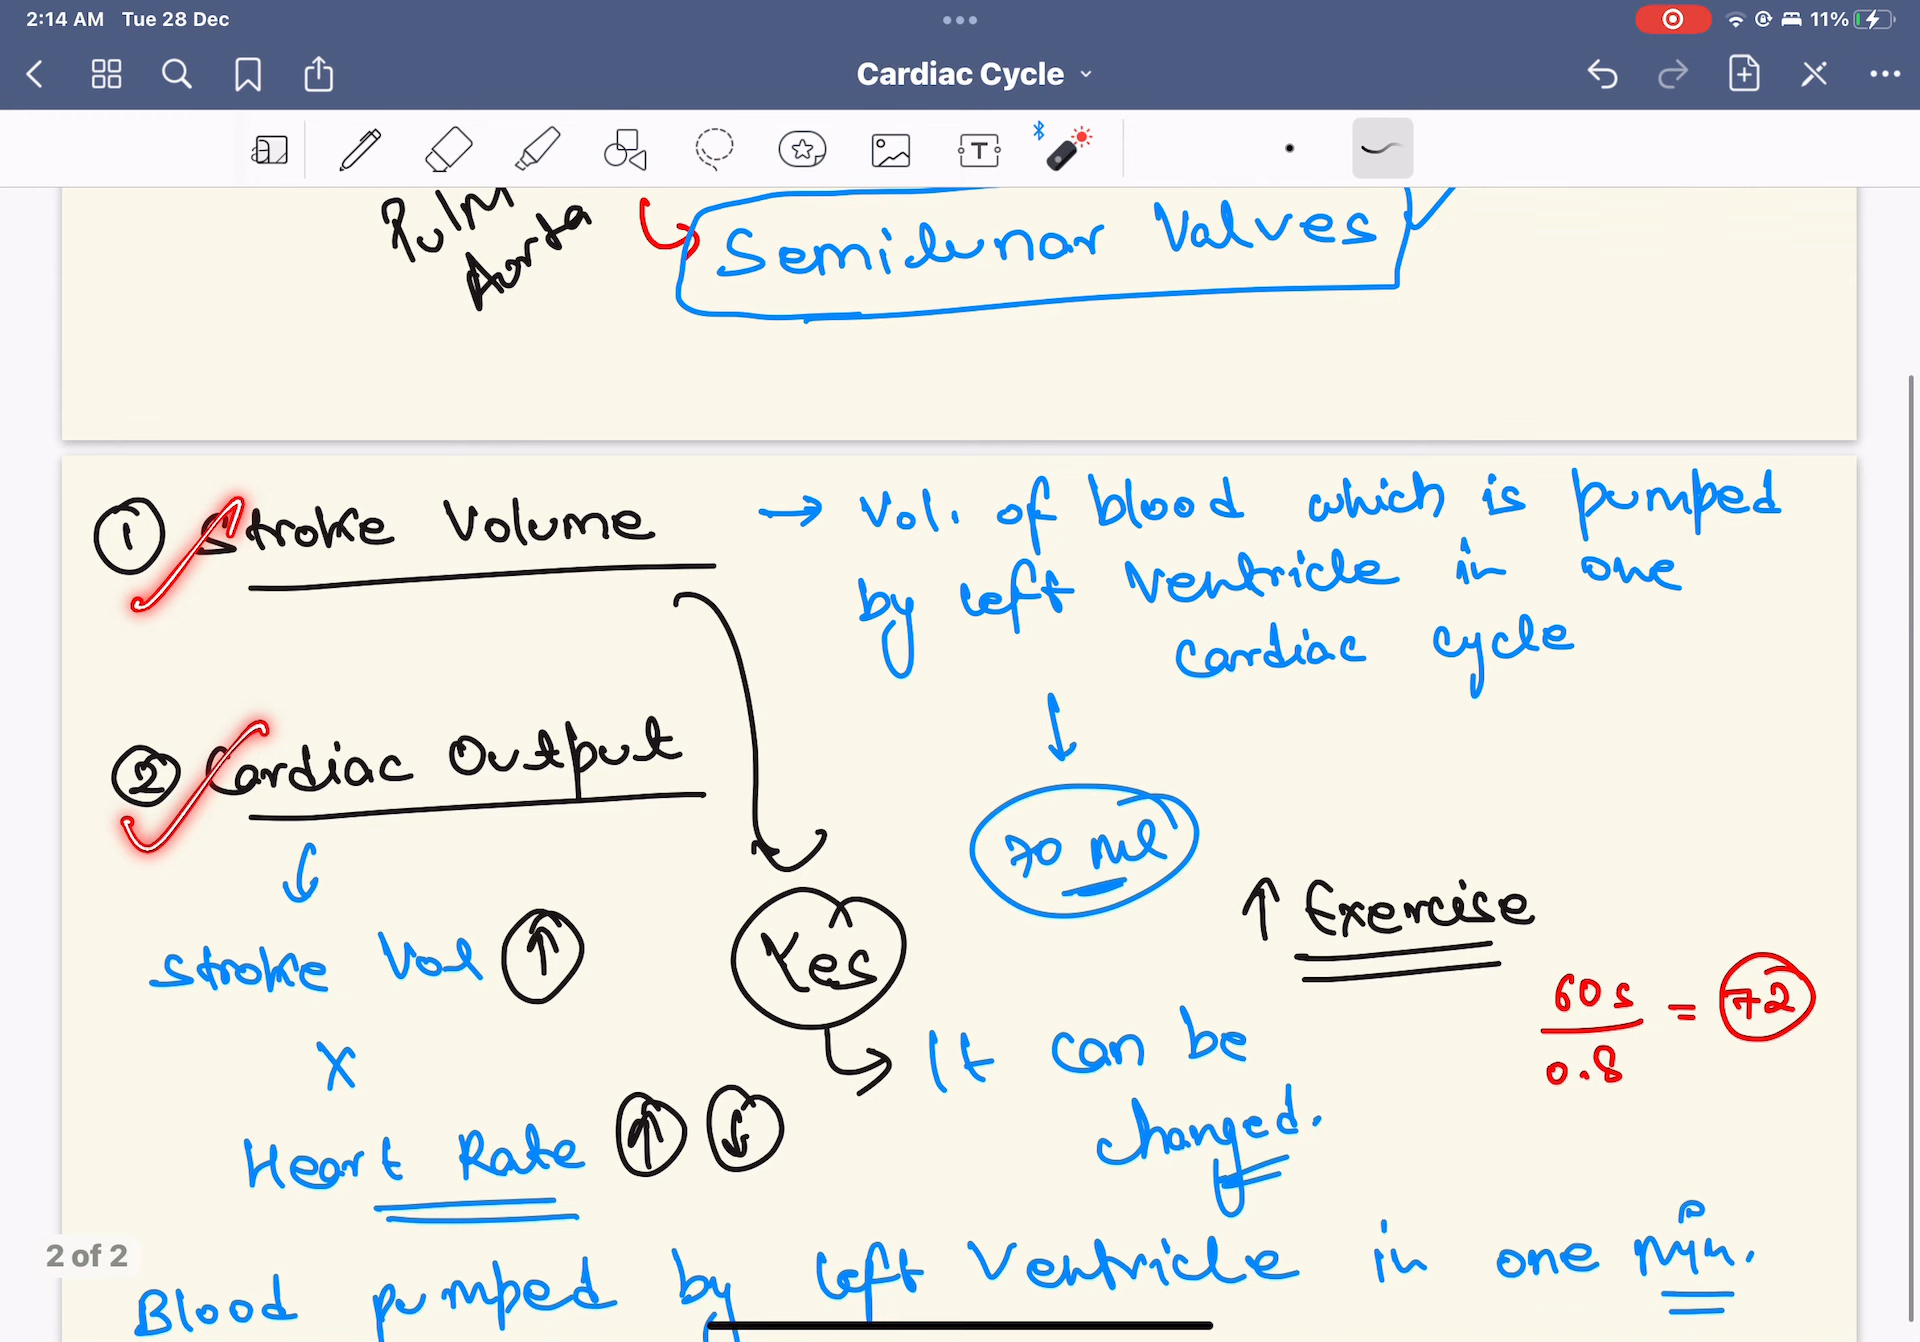 2:14 AM Tue 28 Dec
11%
Cardiac Cycle
T
Pulm
Aorta
Semilunar Valves
① Stroke Volume → Vol. of blood which is pumped
by left Ventricle in one
cardiac cycle
↓
70 ml
② Cardiac Output
↓
Stroke Vol ↑
X
Heart Rate ↑ ↓
Yes
↑ Exercise
60s
0.8
= 72
It can be
changed.
Blood pumped by left Ventricle in one min.
2 of 2